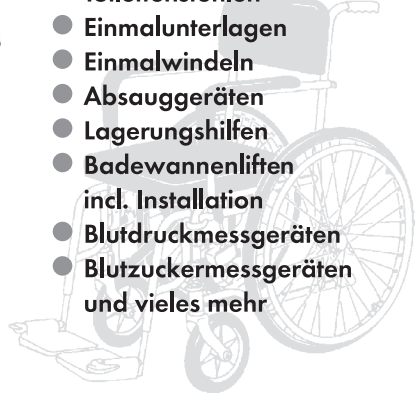 ● Einmalunterlagen
● Einmalwindeln
● Absauggeräten
● Lagerungshilfen
● Badewannenliften
incl. Installation
● Blutdruckmessgeräten
● Blutzuckermessgeräten
und vieles mehr